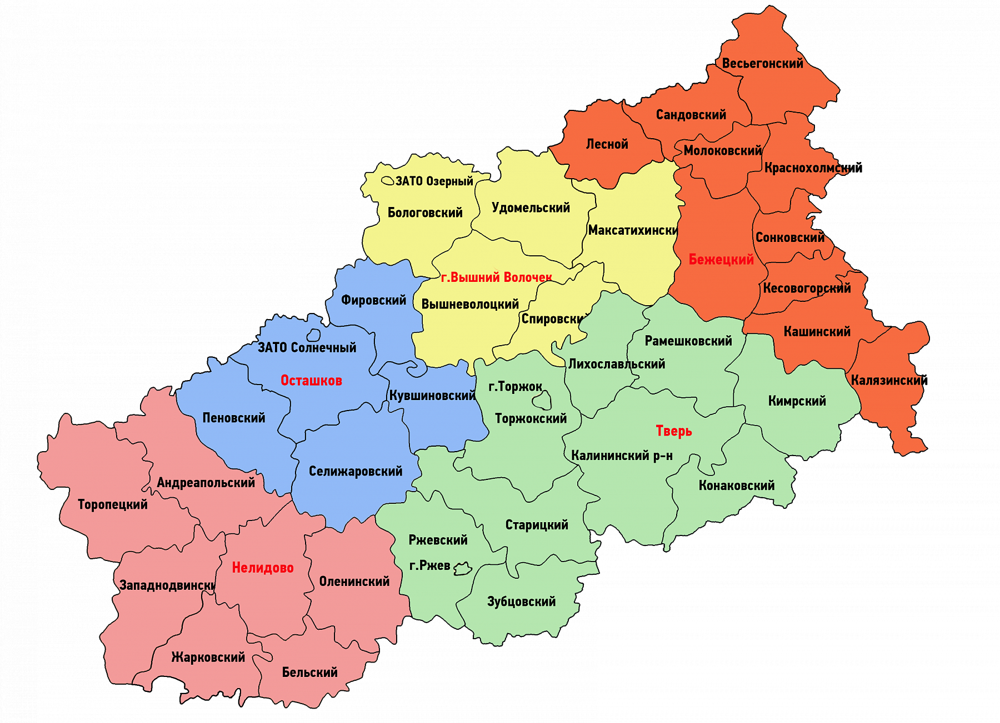 Весьегонский
Сандовский
Лесной
Молоковский
Краснохолмский
ЗАТО Озерный
Бологовский
Удомельский
Максатихински
Сонковский
Бежецкий
г.Вышний Волочек
Кесовогорский
Фировский
Вышневолоцкий
Спировский
Кашинский
Рамешковский
ЗАТО Солнечный
Лихославльский
Осташков
Калязинский
г.Торжок
Кувшиновский
Кимрский
Пеновский
Торжокский
Тверь
Калининский р-н
Селижаровский
Андреапольский
Конаковский
Торопецкий
Старицкий
Ржевский
г.Ржев
Нелидово
Оленинский
Западнодвински
Зубцовский
Жарковский
Бельский